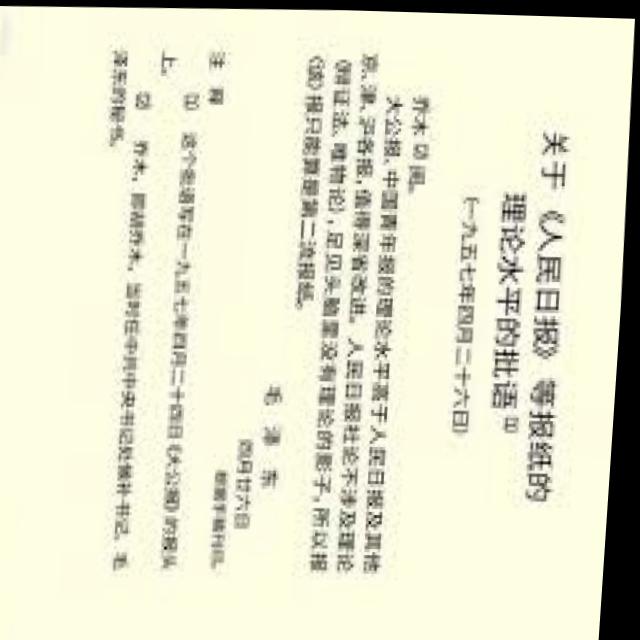 关于《人民日报》等报纸的
理论水平的批语〔1〕
(一九五七年四月二十六日)
乔木〔2〕阅。
大公报、中国青年报的理论水平高于人民日报及其他
京、津、沪各报,值得深省改进。人民日报社论不涉及理论
(辩证法、唯物论),足见头脑里没有理论的影子,所以报
(该)报只能算是第二流报纸。
毛泽东
四月廿六日
根据手稿刊印。
注释
〔1〕 这个批语写在一九五七年四月二十四日《大公报》的报头
上。
〔2〕 乔木,即胡乔木,当时任中共中央书记处候补书记、毛
泽东的秘书。